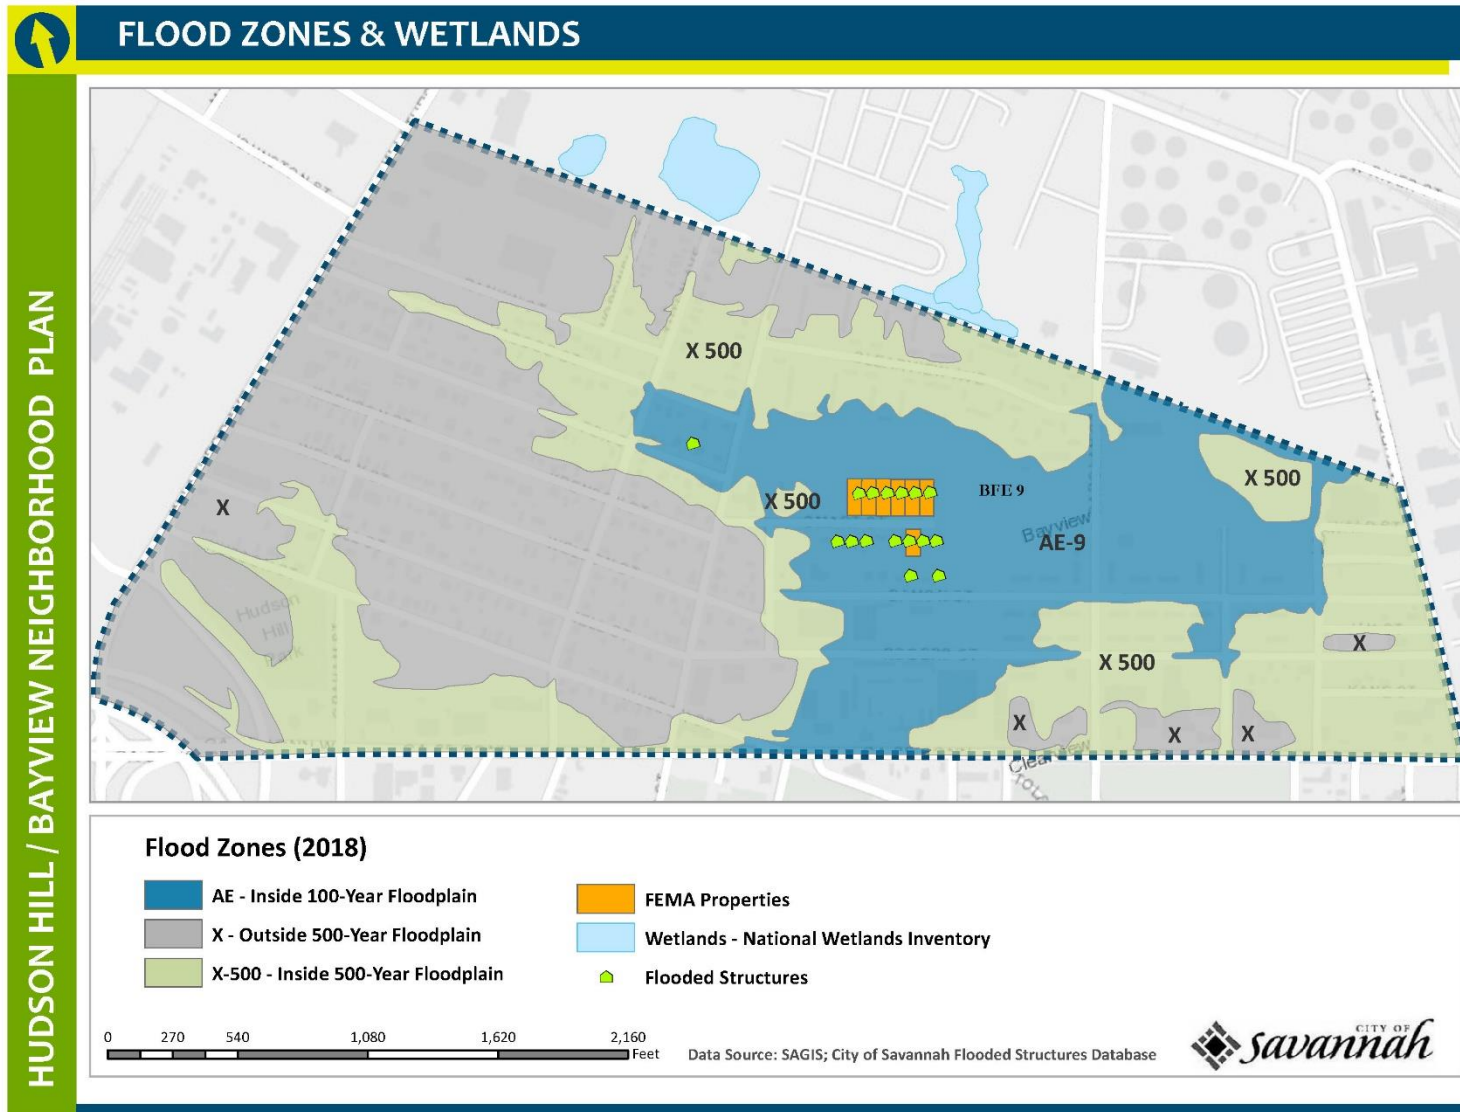 FLOOD ZONES & WETLANDS
HUDSON HILL / BAYVIEW NEIGHBORHOOD PLAN
X 500
X 500
X 500
BFE 9
Bayview
AE-9
X
Hudson
Hill
Park
X 500
X
X
X
X
Clearview
Flood Zones (2018)
AE - Inside 100-Year Floodplain
X - Outside 500-Year Floodplain
X-500 - Inside 500-Year Floodplain
FEMA Properties
Wetlands - National Wetlands Inventory
Flooded Structures
0 270 540 1,080 1,620 2,160
Feet
Data Source: SAGIS; City of Savannah Flooded Structures Database
CITY OF
savannah